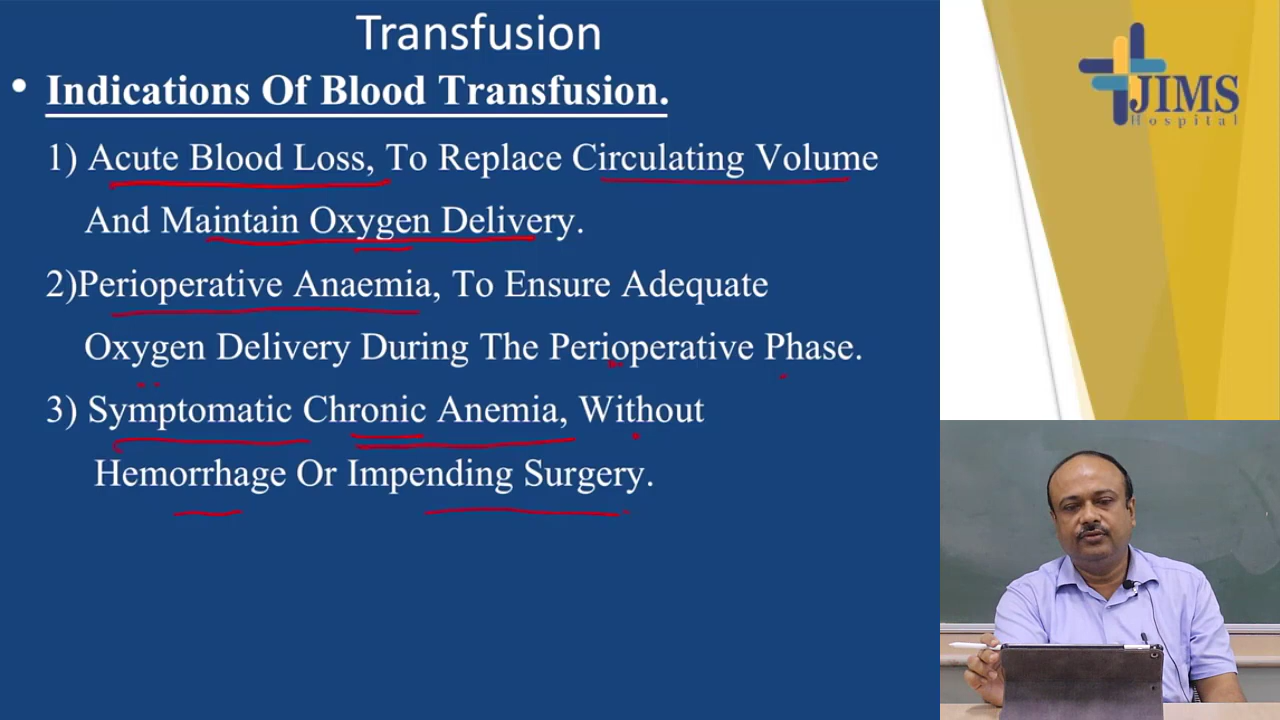 Transfusion
• Indications Of Blood Transfusion.
1) Acute Blood Loss, To Replace Circulating Volume
And Maintain Oxygen Delivery.
2)Perioperative Anaemia, To Ensure Adequate
Oxygen Delivery During The Perioperative Phase.
3) Symptomatic Chronic Anemia, Without
Hemorrhage Or Impending Surgery.
JIMS
Hospital